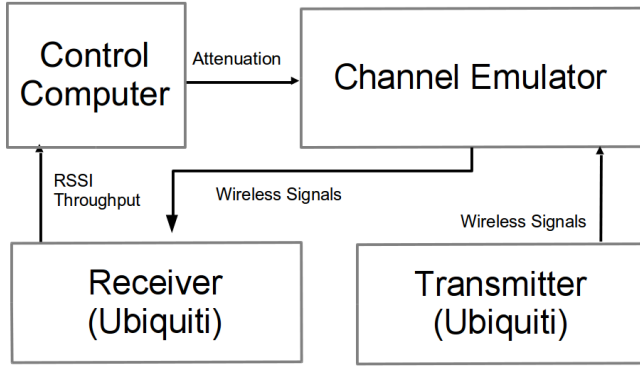 Control
Computer
Attenuation
Channel Emulator
RSSI
Throughput
Wireless Signals
Wireless Signals
Receiver
(Ubiquiti)
Transmitter
(Ubiquiti)